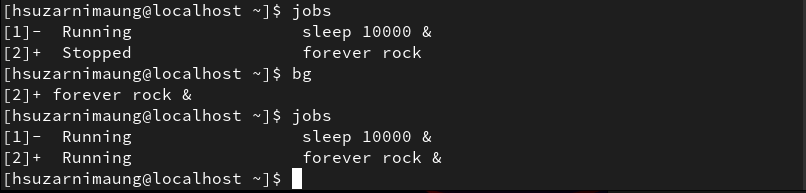 [hsuzarnimaung@localhost ~]$ jobs
[1]-  Running                 sleep 10000 &
[2]+  Stopped                 forever rock
[hsuzarnimaung@localhost ~]$ bg
[2]+ forever rock &
[hsuzarnimaung@localhost ~]$ jobs
[1]-  Running                 sleep 10000 &
[2]+  Running                 forever rock &
[hsuzarnimaung@localhost ~]$